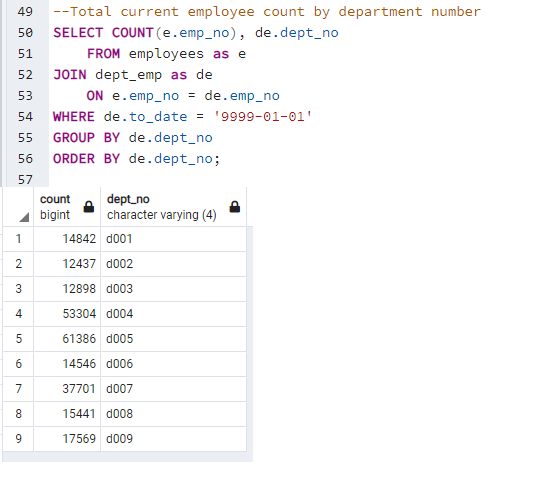 49 --Total current employee count by department number
50 SELECT COUNT(e.emp_no), de.dept_no
51     FROM employees as e
52 JOIN dept_emp as de
53     ON e.emp_no = de.emp_no
54 WHERE de.to_date = '9999-01-01'
55 GROUP BY de.dept_no
56 ORDER BY de.dept_no;
57
count dept_no
bigint character varying (4)
1 14842 d001
2 12437 d002
3 12898 d003
4 53304 d004
5 61386 d005
6 14546 d006
7 37701 d007
8 15441 d008
9 17569 d009